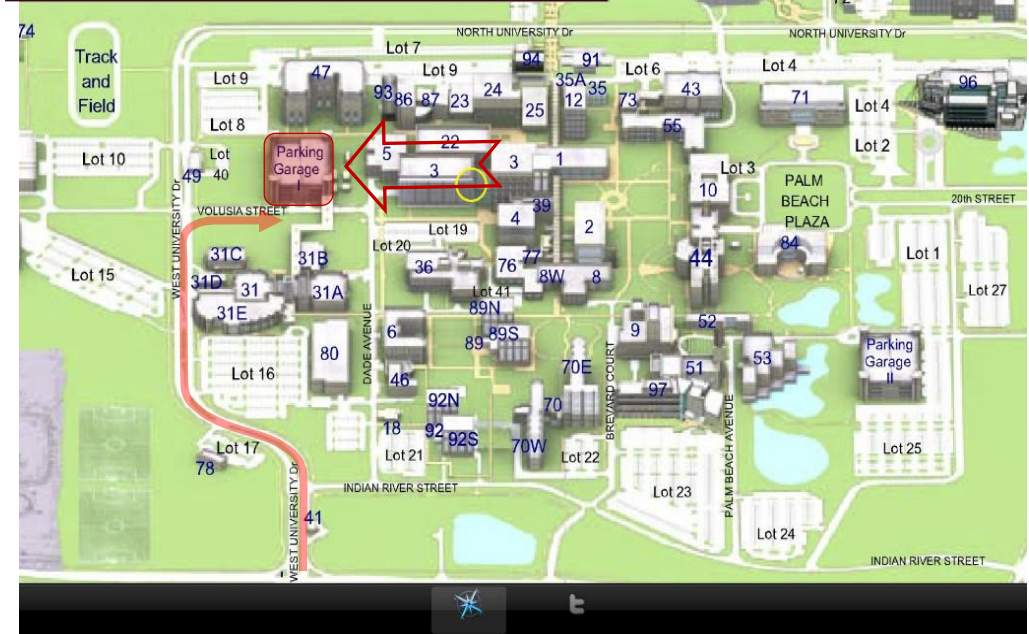 72
74
NORTH UNIVERSITY Dr
NORTH UNIVERSITY Dr
Track
and
Field
Lot 7
94
91
Lot 9
47
Lot 9
35A
35
Lot 6
Lot 4
96
93
86
87
23
24
25
12
73
43
71
Lot 4
Lot 8
55
22
Lot 10
Lot
40
49
Parking
Garage
I
5
3
3
1
Lot 3
Lot 2
10
PALM
BEACH
PLAZA
20th STREET
VOLUSIA STREET
39
4
2
Lot 19
Lot 20
84
WEST UNIVERSITY Dr
31C
31B
36
76
77
8W
8
44
Lot 1
Lot 15
31D
31
31A
Lot 41
Lot 27
31E
89N
89S
89
6
9
52
DADE AVENUE
80
70E
53
Parking
Garage
II
51
Lot 16
46
BREVARD COURT
97
92N
70
18
92
92S
70W
Lot 17
78
Lot 21
Lot 22
PALM BEACH AVENUE
Lot 25
Lot 23
INDIAN RIVER STREET
WEST UNIVERSITY Dr
41
Lot 24
INDIAN RIVER STREET